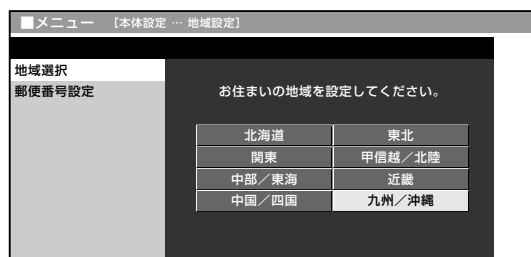 ■メニュー [本体設定 … 地域設定]
地域選択
郵便番号設定
お住まいの地域を設定してください。
北海道 東北
関東 甲信越／北陸
中部／東海 近畿
中国／四国 九州／沖縄